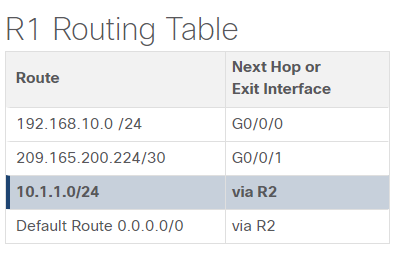 R1 Routing Table
Route
Next Hop or
Exit Interface
192.168.10.0 /24
G0/0/0
209.165.200.224/30
G0/0/1
10.1.1.0/24
via R2
Default Route 0.0.0.0/0
via R2